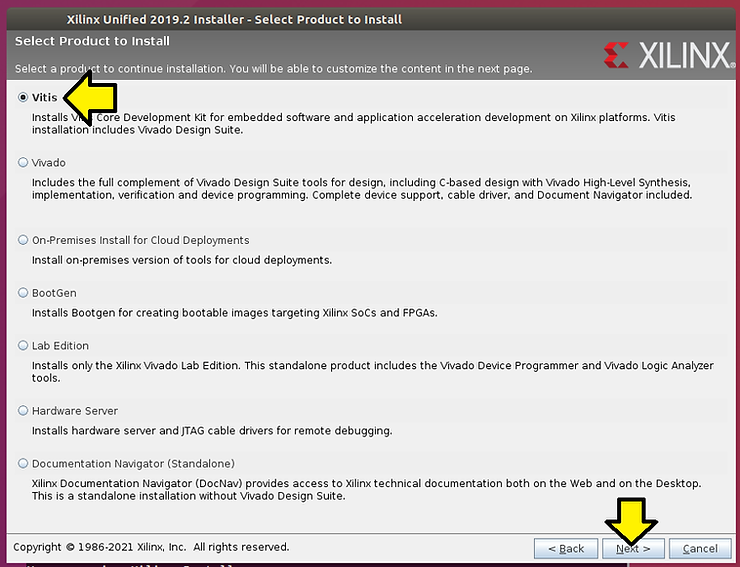 Xilinx Unified 2019.2 Installer - Select Product to Install
Select Product to Install
Select a product to continue installation. You will be able to customize the content in the next page.
XILINX
Vitis
Installs Core Development Kit for embedded software and application acceleration development on Xilinx platforms. Vitis
installation includes Vivado Design Suite.
Vivado
Includes the full complement of Vivado Design Suite tools for design, including C-based design with Vivado High-Level Synthesis,
implementation, verification and device programming. Complete device support, cable driver, and Document Navigator included.
On-Premises Install for Cloud Deployments
Install on-premises version of tools for cloud deployments.
BootGen
Installs Bootgen for creating bootable images targeting Xilinx SoCs and FPGAs.
Lab Edition
Installs only the Xilinx Vivado Lab Edition. This standalone product includes the Vivado Device Programmer and Vivado Logic Analyzer
tools.
Hardware Server
Installs hardware server and JTAG cable drivers for remote debugging.
Documentation Navigator (Standalone)
Xilinx Documentation Navigator (DocNav) provides access to Xilinx technical documentation both on the Web and on the Desktop.
This is a standalone installation without Vivado Design Suite.
Copyright © 1986-2021 Xilinx, Inc. All rights reserved.
< Back
Next >
Cancel